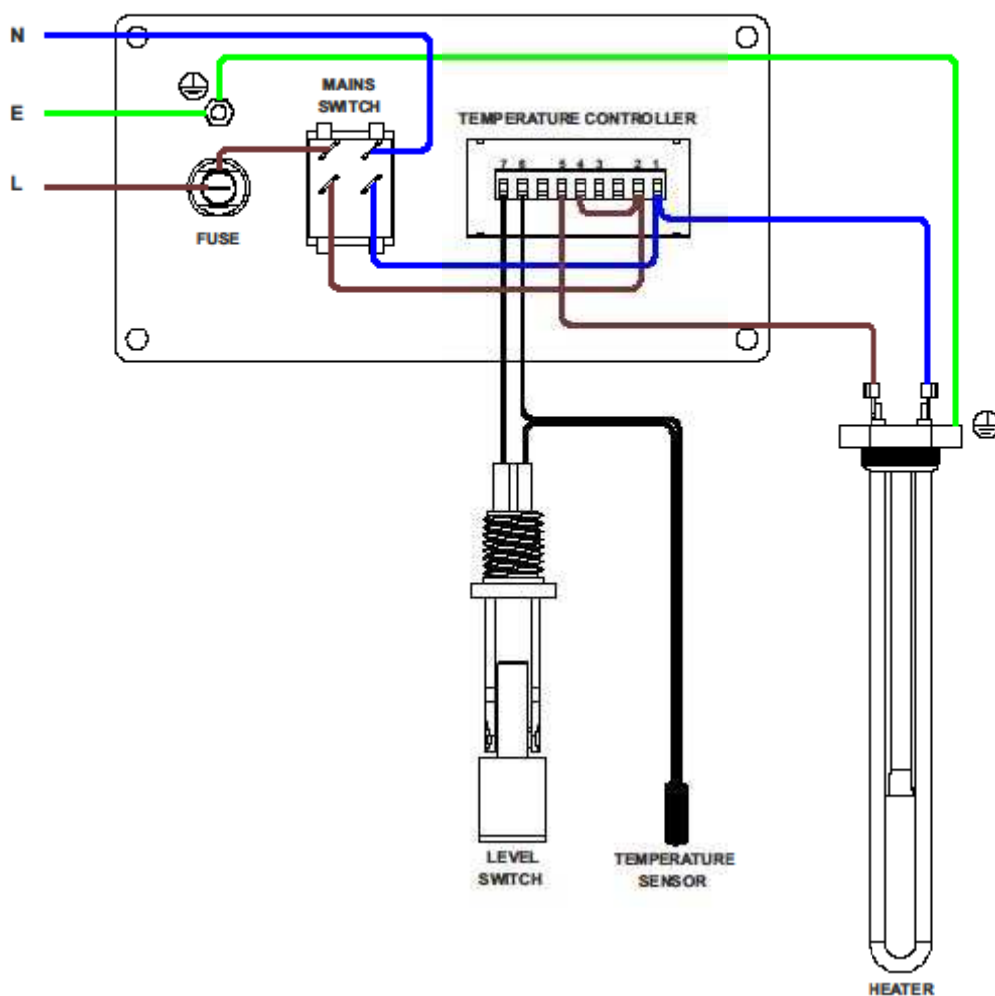 N
MAINS
SWITCH
E
TEMPERATURE CONTROLLER
7 6 5 4 3 2 1
L
FUSE
LEVEL
SWITCH
TEMPERATURE
SENSOR
HEATER